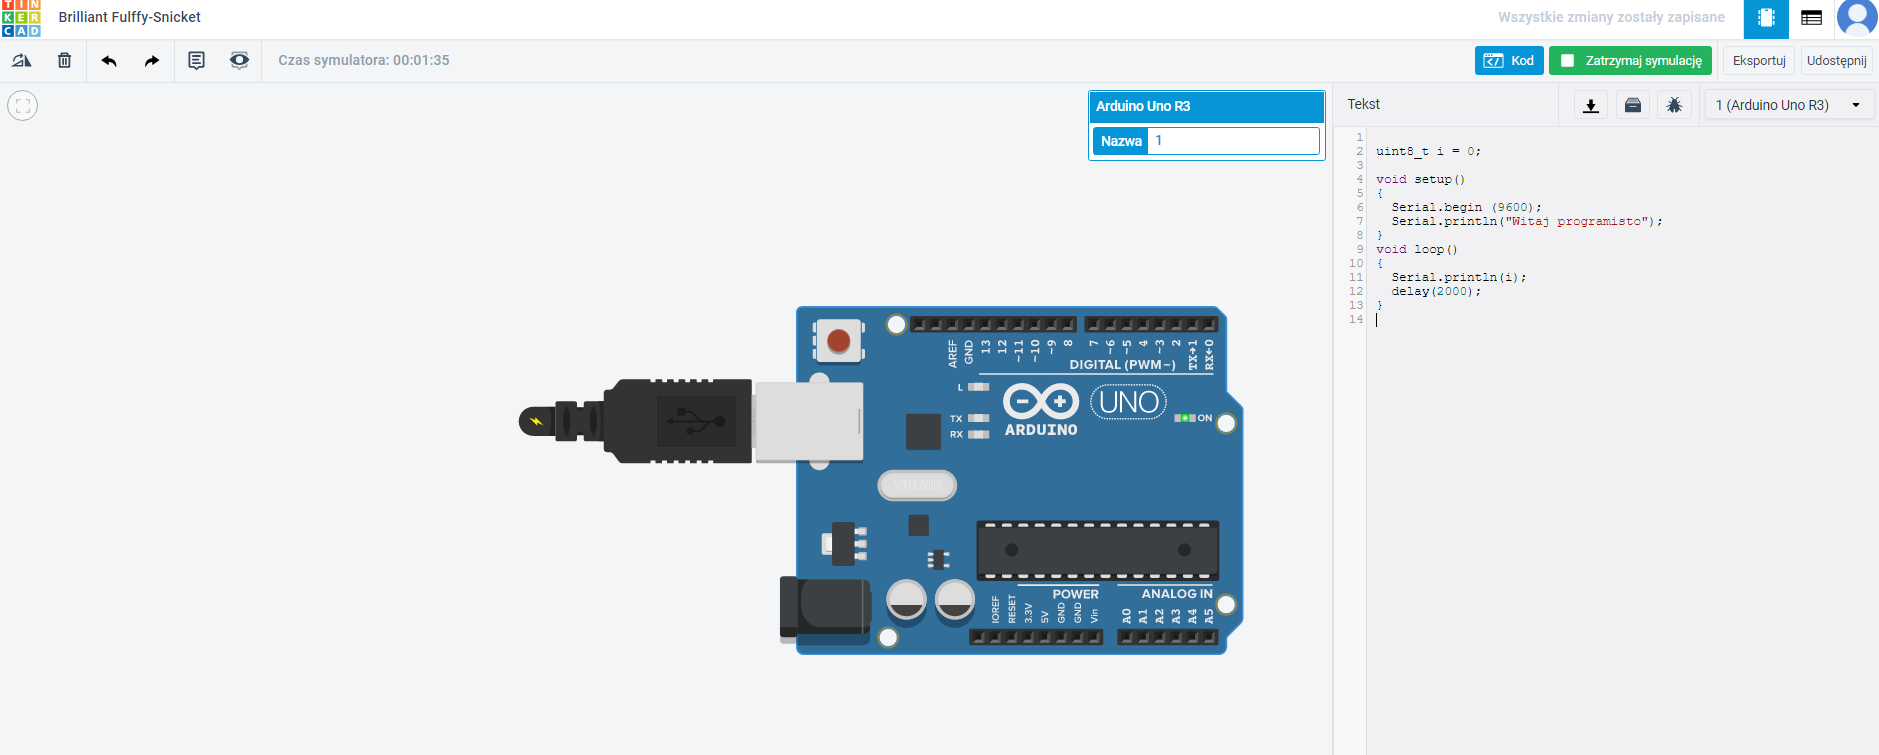 TIN
KER
CAD
Brilliant Fulffy-Snicket
Wszystkie zmiany zostały zapisane
Czas symulatora: 00:01:35
Kod
Zatrzymaj symulację
Eksportuj
Udostępnij
Arduino Uno R3
Nazwa 1
Tekst
1 (Arduino Uno R3)
1
2 uint8_t i = 0;
3
4 void setup()
5 {
6 Serial.begin (9600);
7 Serial.println("Witaj programisto");
8 }
9 void loop()
10 {
11 Serial.println(i);
12 delay(2000);
13 }
14
AREF GND 13 12 ~11 ~10 ~9 8 7 ~6 ~5 4 ~3 2 TX→1 RX←0
DIGITAL (PWM~)
L
TX
RX
UNO
ARDUINO
ON
SPK16.000G
POWER
ANALOG IN
IOREF RESET 3.3V 5V GND GND Vin A0 A1 A2 A3 A4 A5